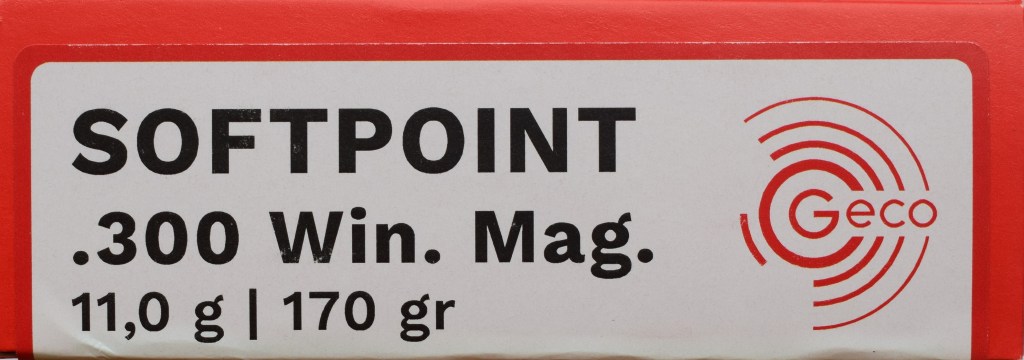 SOFTPOINT
.300 Win. Mag.
11,0 g | 170 gr
Geco